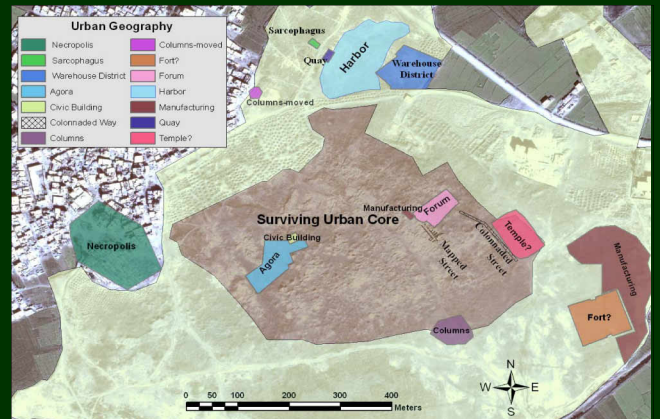 Urban Geography
Necropolis
Sarcophagus
Warehouse District
Agora
Civic Building
Colonnaded Way
Columns
Columns-moved
Fort?
Forum
Harbor
Manufacturing
Quay
Temple?
Sarcophagus
Quay
Harbor
Warehouse
District
Columns-moved
Manufacturing
Forum
Surviving Urban Core
Civic Building
Agora
Necropolis
Mapped
Street
Colonnaded
Street
Temple?
Manufacturing
Fort?
Columns
0 50 100 200 300 400
Meters
N
W E
S